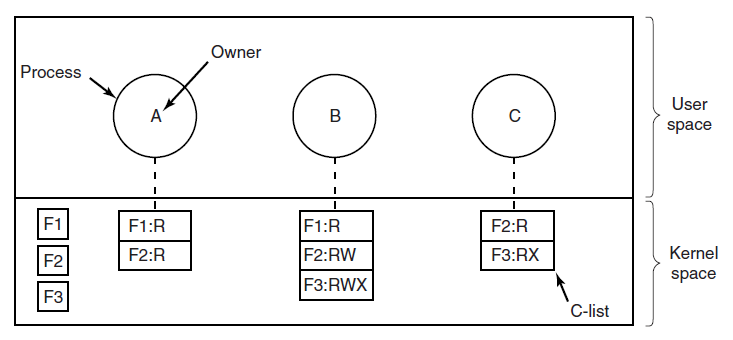 Owner
Process
A
B
C
User
space
F1
F2
F3
F1:R
F2:R
F1:R
F2:RW
F3:RWX
F2:R
F3:RX
C-list
Kernel
space